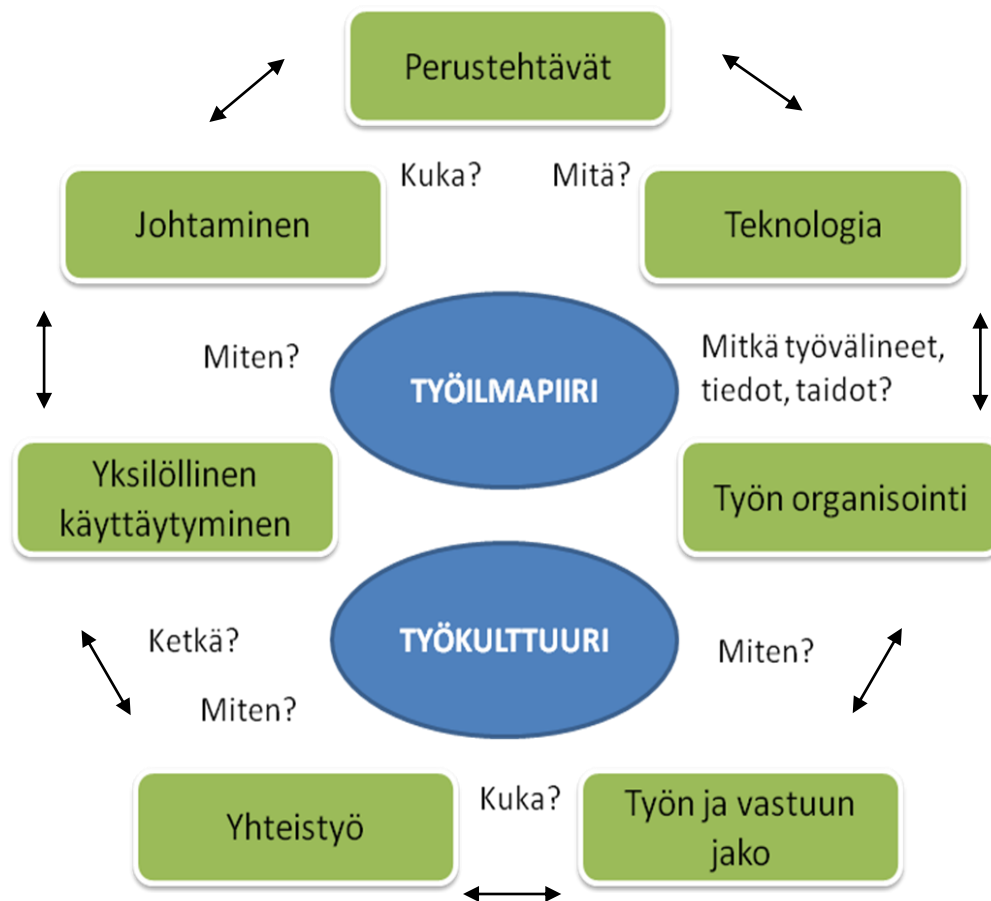 Perustehtävät
Kuka?
Mitä?
Johtaminen
Teknologia
Miten?
TYÖILMAPIIRI
Mitkä työvälineet,
tiedot, taidot?
Yksilöllinen
käyttäytyminen
Työn organisointi
Ketkä?
TYÖKULTTUURI
Miten?
Miten?
Yhteistyö
Kuka?
Työn ja vastuun
jako